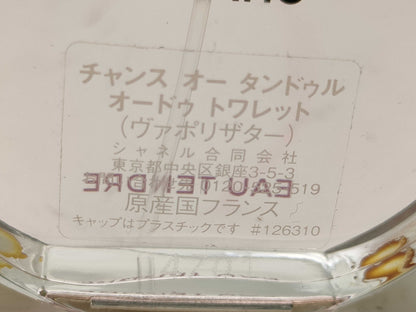 チャンス オー タンドゥル
オードゥ トワレット
(ヴァポリザター)
シャネル合同会社
東京都中央区銀座3-5-3
EAU TENDRE
原産国フランス
キャップはプラスチックです #126310